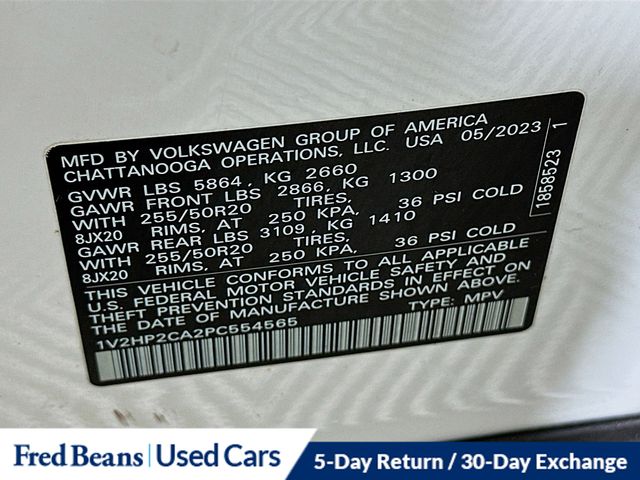 MFD BY VOLKSWAGEN GROUP OF AMERICA
CHATTANOOGA OPERATIONS, LLC. USA 05/2023
GVWR LBS 5864, KG 2660
GAWR FRONT LBS 2866, KG 1300
WITH 255/50R20 TIRES,
8JX20 RIMS, AT 250 KPA, 36 PSI COLD
GAWR REAR LBS 3109, KG 1410
WITH 255/50R20 TIRES,
8JX20 RIMS, AT 250 KPA, 36 PSI COLD
THIS VEHICLE CONFORMS TO ALL APPLICABLE
U.S. FEDERAL MOTOR VEHICLE SAFETY AND
THEFT PREVENTION STANDARDS IN EFFECT ON
THE DATE OF MANUFACTURE SHOWN ABOVE.
1V2HP2CA2PC554565 TYPE: MPV
1858523 1
Fred Beans Used Cars
5-Day Return / 30-Day Exchange